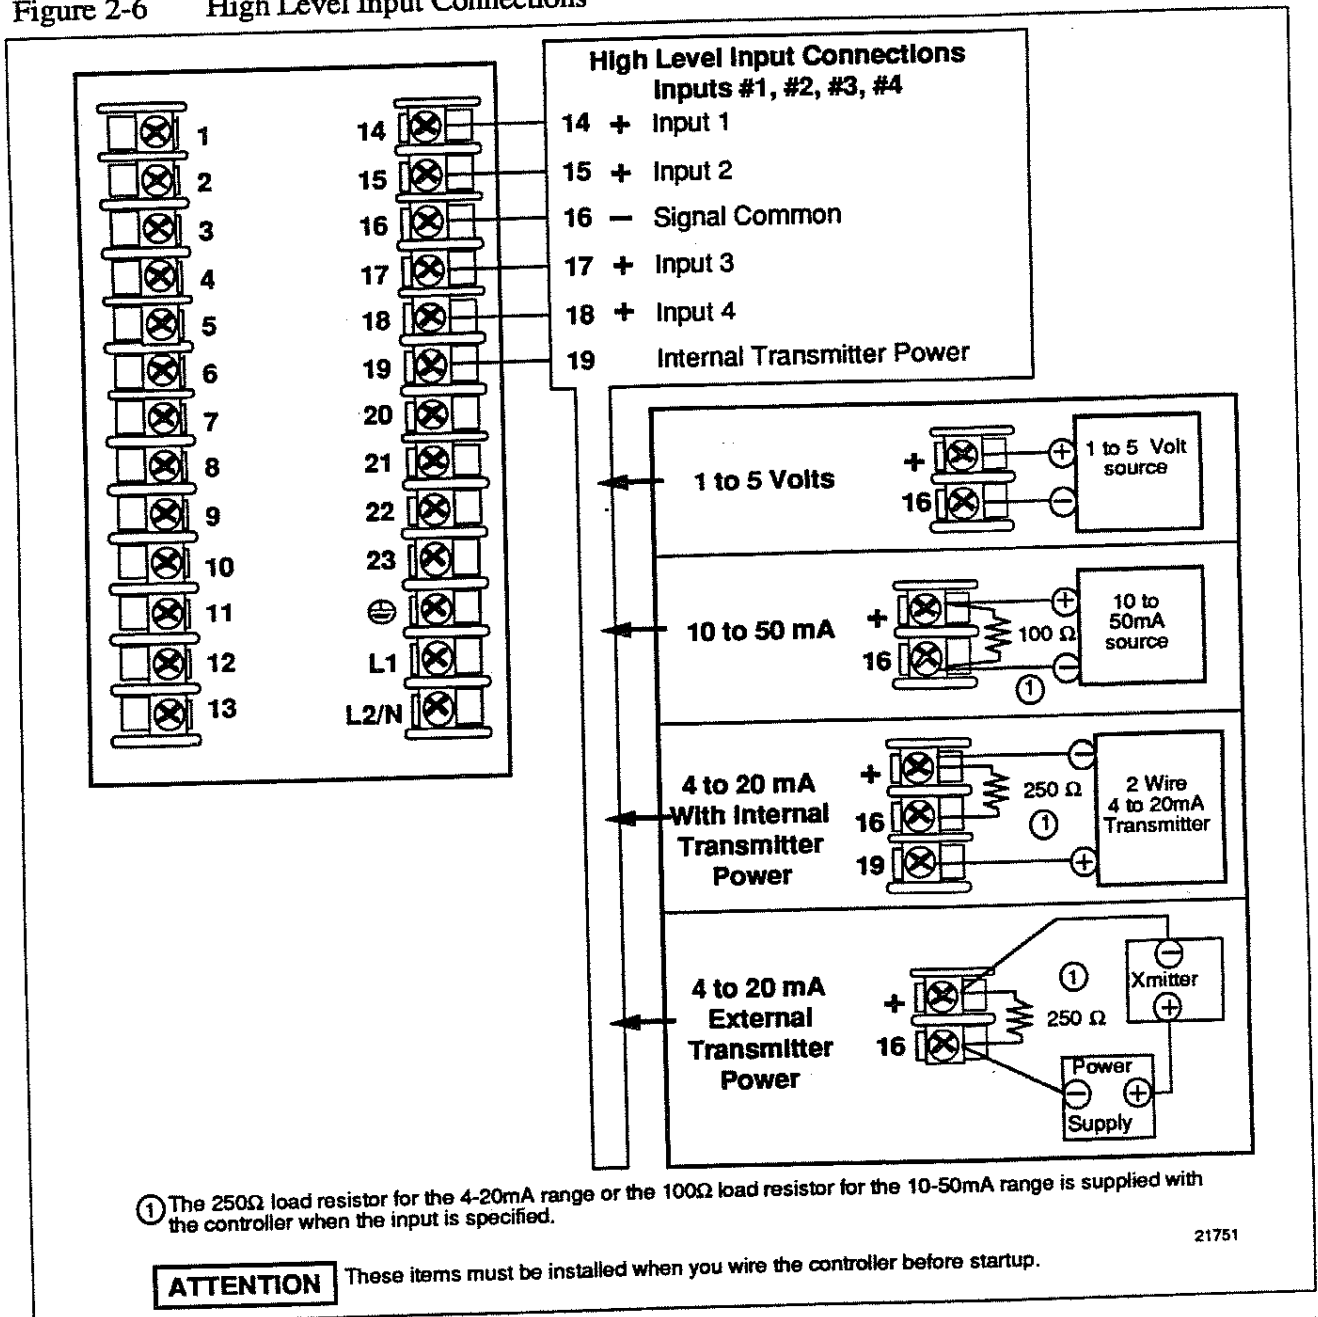 Figure 2-6 High Level Input Connections
High Level Input Connections
Inputs #1, #2, #3, #4
14 + Input 1
15 + Input 2
16 – Signal Common
17 + Input 3
18 + Input 4
19 Internal Transmitter Power
1
2
3
4
5
6
7
8
9
10
11
12
13
14
15
16
17
18
19
20
21
22
23
L1
L2/N
1 to 5 Volts
+
16
+
–
1 to 5 Volt
source
10 to 50 mA
+
16
100 Ω
1
+
–
10 to
50mA
source
4 to 20 mA
With Internal
Transmitter
Power
+
16
19
250 Ω
1
–
+
2 Wire
4 to 20mA
Transmitter
4 to 20 mA
External
Transmitter
Power
+
16
1
250 Ω
–
Xmitter
+
Power
– +
Supply
1 The 250Ω load resistor for the 4-20mA range or the 100Ω load resistor for the 10-50mA range is supplied with
the controller when the input is specified.
21751
ATTENTION These items must be installed when you wire the controller before startup.